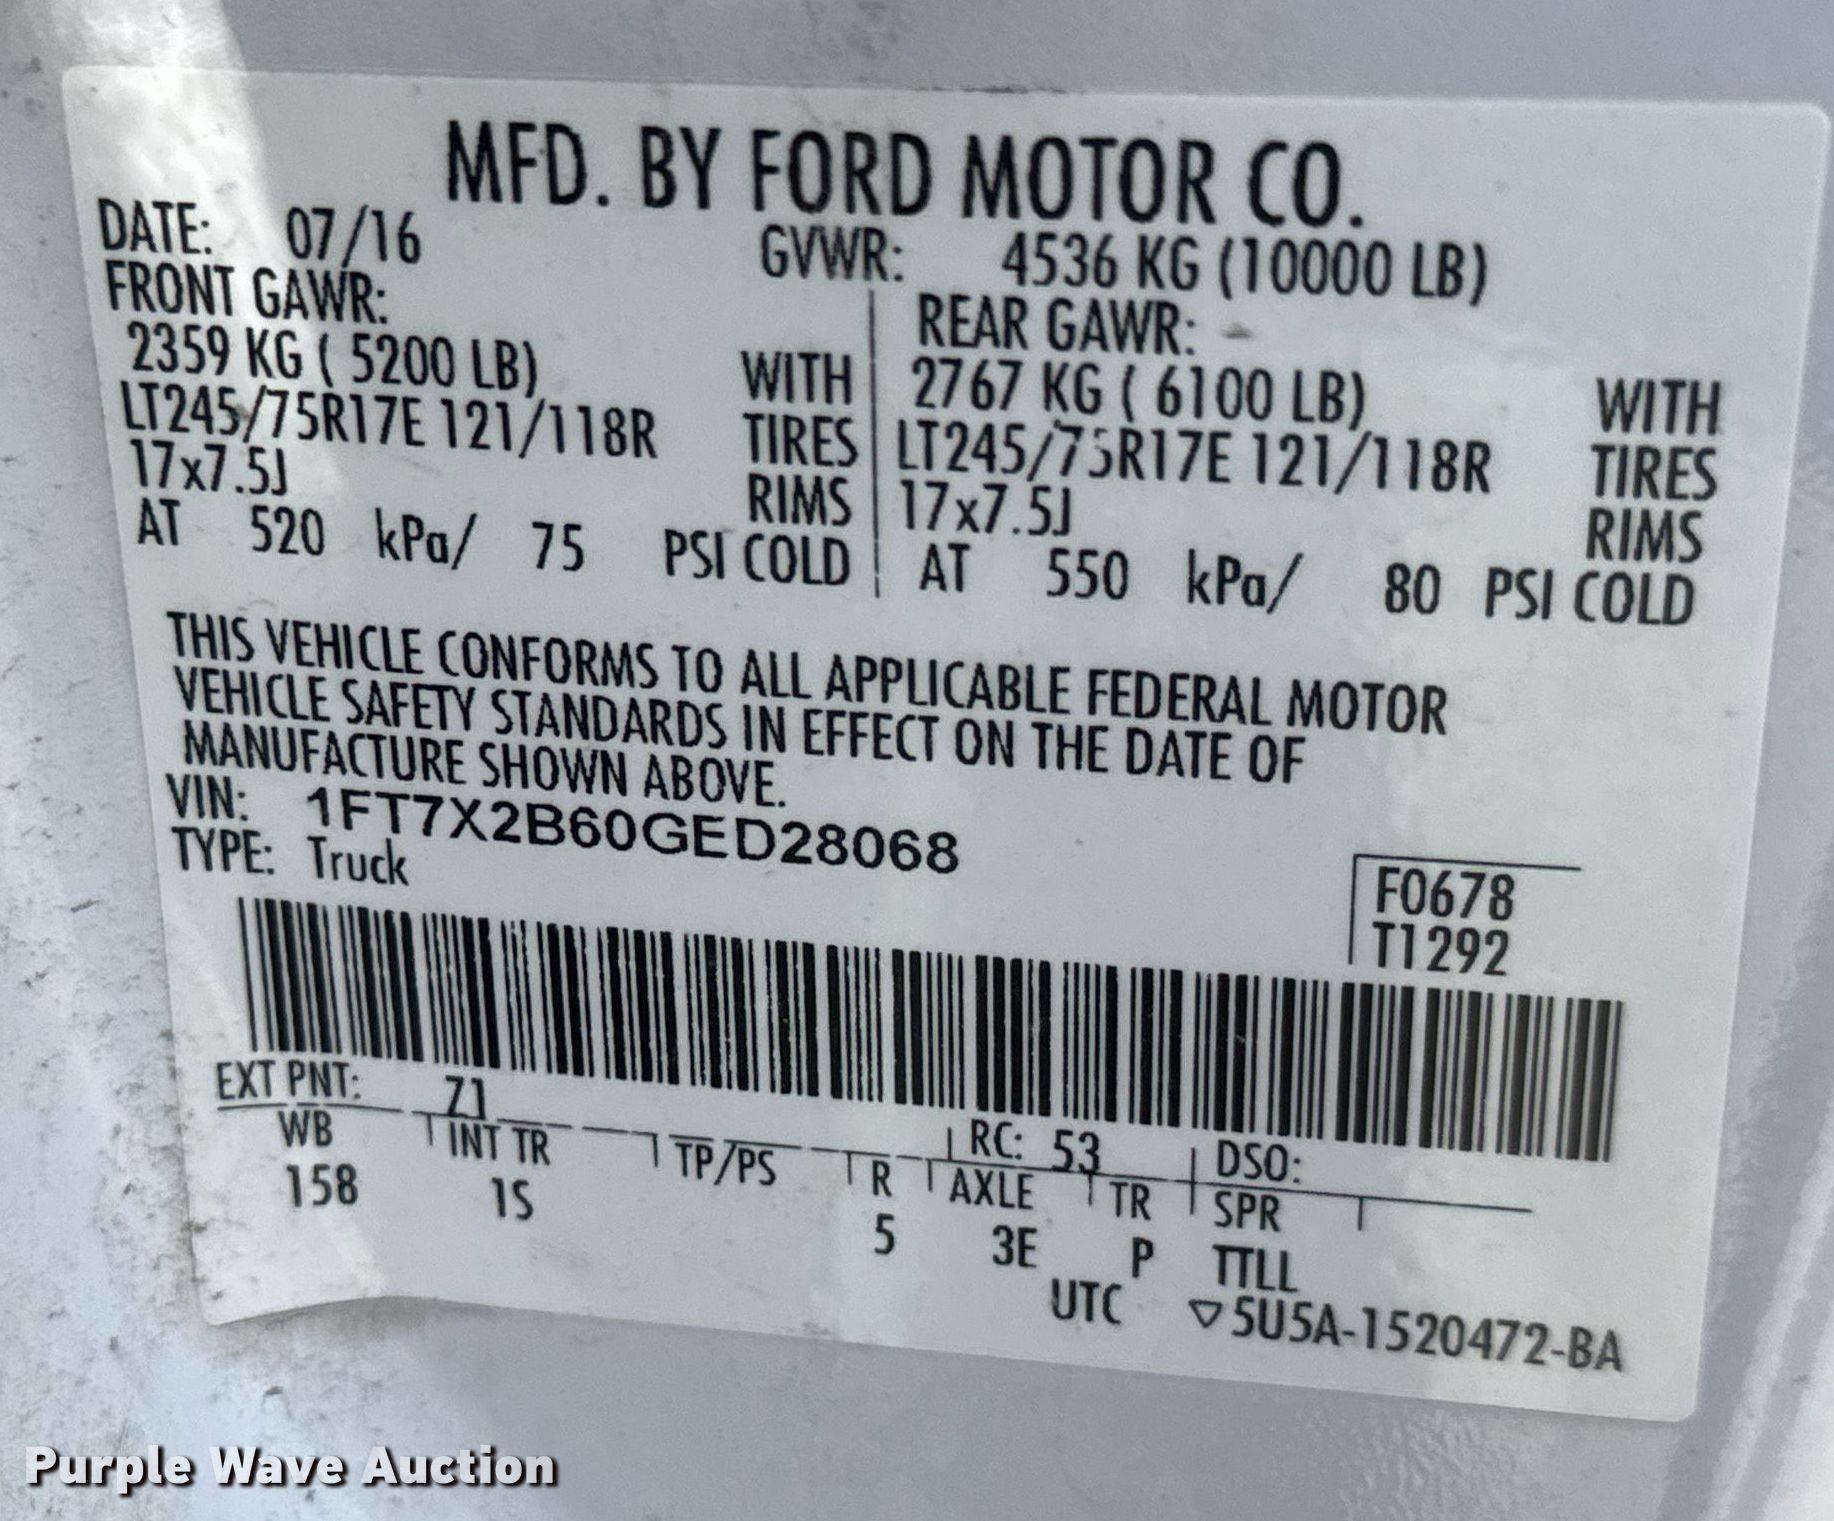 MFD. BY FORD MOTOR CO.
DATE: 07/16 GVWR: 4536 KG (10000 LB)
FRONT GAWR: REAR GAWR:
2359 KG ( 5200 LB) WITH 2767 KG ( 6100 LB) WITH
LT245/75R17E 121/118R TIRES LT245/75R17E 121/118R TIRES
17x7.5J RIMS 17x7.5J RIMS
AT 520 kPa/ 75 PSI COLD AT 550 kPa/ 80 PSI COLD
THIS VEHICLE CONFORMS TO ALL APPLICABLE FEDERAL MOTOR
VEHICLE SAFETY STANDARDS IN EFFECT ON THE DATE OF
MANUFACTURE SHOWN ABOVE.
VIN: 1FT7X2B60GED28068
TYPE: Truck
F0678
T1292
EXT PNT: Z1 RC: 53 DSO:
WB INT TR TP/PS R AXLE TR SPR
158 1S 5 3E P TTLL
UTC ▽5U5A-1520472-BA
Purple Wave Auction